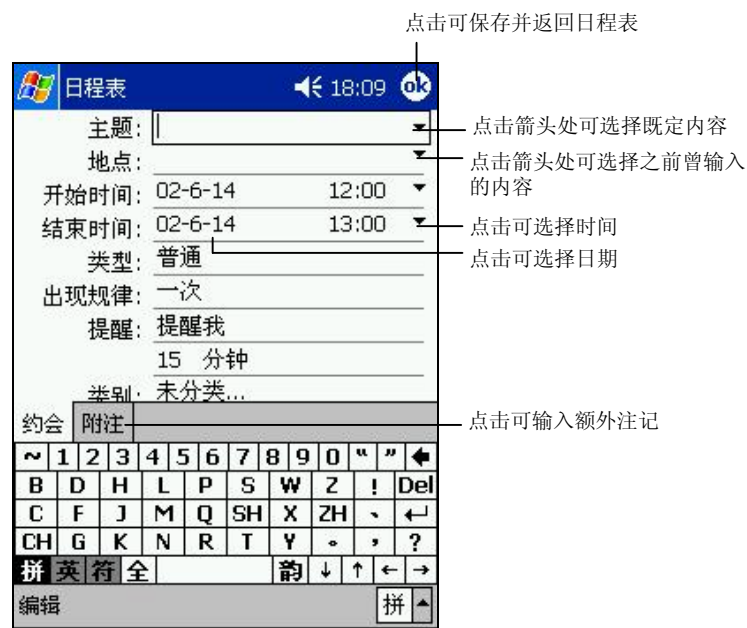 点击可保存并返回日程表
日程表 18:09 ok
主题:
点击箭头处可选择既定内容
地点:
点击箭头处可选择之前曾输入
的内容
开始时间: 02-6-14 12:00
结束时间: 02-6-14 13:00
点击可选择时间
类型: 普通
点击可选择日期
出现规律: 一次
提醒: 提醒我
15 分钟
类别: 未分类...
约会 附注
点击可输入额外注记
~ 1 2 3 4 5 6 7 8 9 0 “ ”
B D H L P S W Z ! Del
C F J M Q SH X ZH 、
CH G K N R T Y 。 , ?
拼 英 符 全 韵 ↓ ↑ ← →
编辑 拼